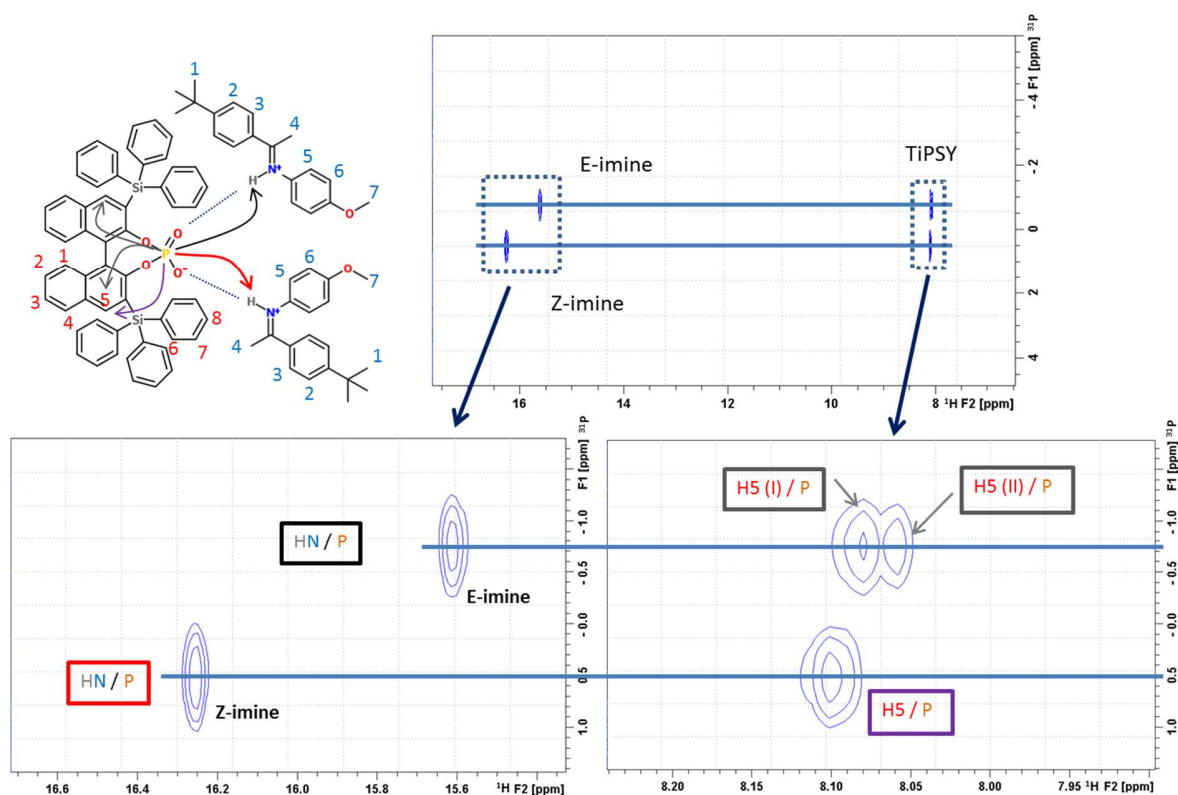 1
2
3
4
5
6
7
H
N+
O
Si
O
P
O
O
O-
1
2
3
4
5
Si
6
7
8
5
6
O
7
H
N+
4
3
2
1
E-imine
Z-imine
TiPSY
F1 [ppm] 31P
- 4
- 2
0
2
4
16
14
12
10
8 1H F2 [ppm]
HN / P
E-imine
HN / P
Z-imine
F1 [ppm] 31P
- 1.0
- 0.5
- 0.0
0.5
1.0
16.6
16.4
16.2
16.0
15.8
15.6
1H F2 [ppm]
H5 (I) / P
H5 (II) / P
H5 / P
F1 [ppm] 31P
- 1.0
- 0.5
- 0.0
0.5
1.0
8.20
8.15
8.10
8.05
8.00
7.95 1H F2 [ppm]